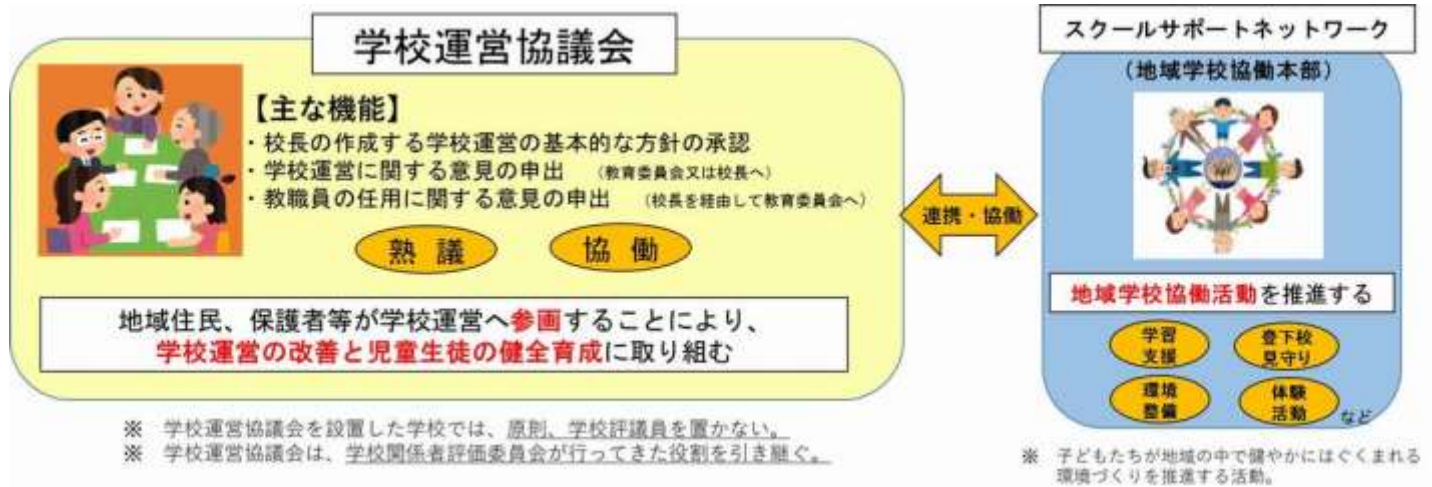 学校運営協議会
【主な機能】
・校長の作成する学校運営の基本的な方針の承認
・学校運営に関する意見の申出 (教育委員会又は校長へ)
・教職員の任用に関する意見の申出 (校長を経由して教育委員会へ)
熟 議
協 働
地域住民、保護者等が学校運営へ参画することにより、
学校運営の改善と児童生徒の健全育成に取り組む
※ 学校運営協議会を設置した学校では、原則、学校評議員を置かない。
※ 学校運営協議会は、学校関係者評価委員会が行ってきた役割を引き継ぐ。
連携・協働
スクールサポートネットワーク
(地域学校協働本部)
地域学校協働活動を推進する
学習
支援
登下校
見守り
環境
整備
体験
活動
など
※ 子どもたちが地域の中で健やかにはぐくまれる
環境づくりを推進する活動。